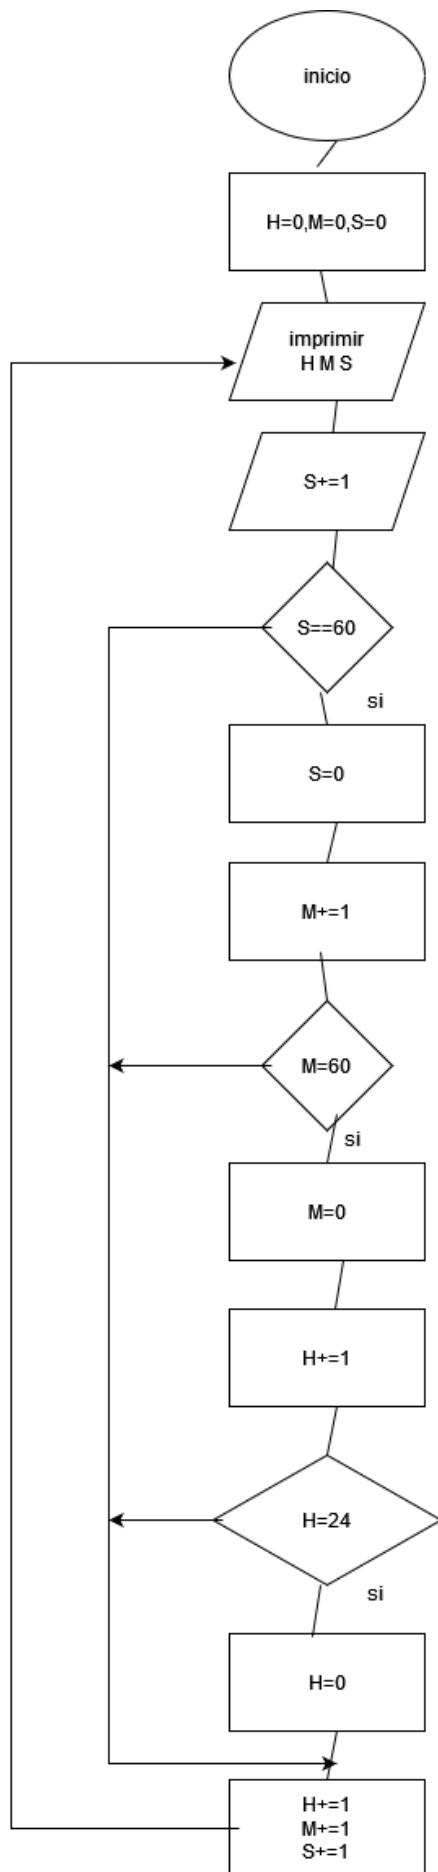 inicio
H=0,M=0,S=0
imprimir
H M S
S+=1
S==60
si
S=0
M+=1
M=60
si
M=0
H+=1
H=24
si
H=0
H+=1
M+=1
S+=1